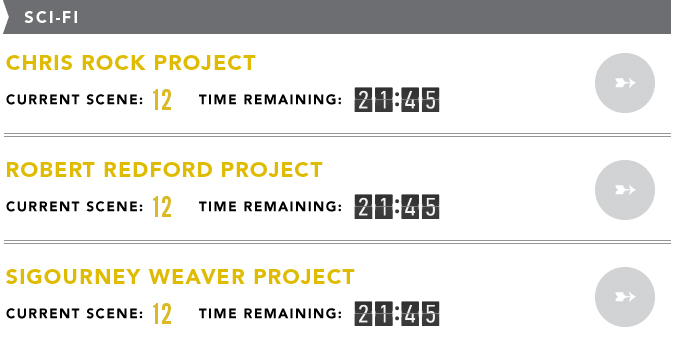 SCI-FI
CHRIS ROCK PROJECT
CURRENT SCENE: 12 TIME REMAINING: 21:45
ROBERT REDFORD PROJECT
CURRENT SCENE: 12 TIME REMAINING: 21:45
SIGOURNEY WEAVER PROJECT
CURRENT SCENE: 12 TIME REMAINING: 21:45